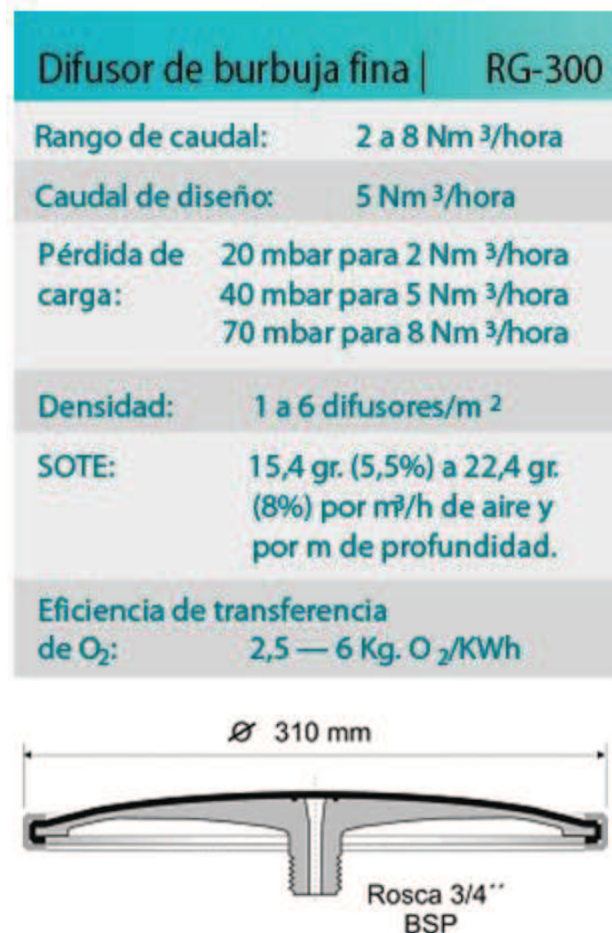 Difusor de burbuja fina | RG-300
Rango de caudal: 2 a 8 Nm ³/hora
Caudal de diseño: 5 Nm ³/hora
Pérdida de carga: 20 mbar para 2 Nm ³/hora
40 mbar para 5 Nm ³/hora
70 mbar para 8 Nm ³/hora
Densidad: 1 a 6 difusores/m ²
SOTE: 15,4 gr. (5,5%) a 22,4 gr.
(8%) por m³/h de aire y
por m de profundidad.
Eficiencia de transferencia
de O₂: 2,5 — 6 Kg. O ₂/KWh
Ø 310 mm
Rosca 3/4´´
BSP